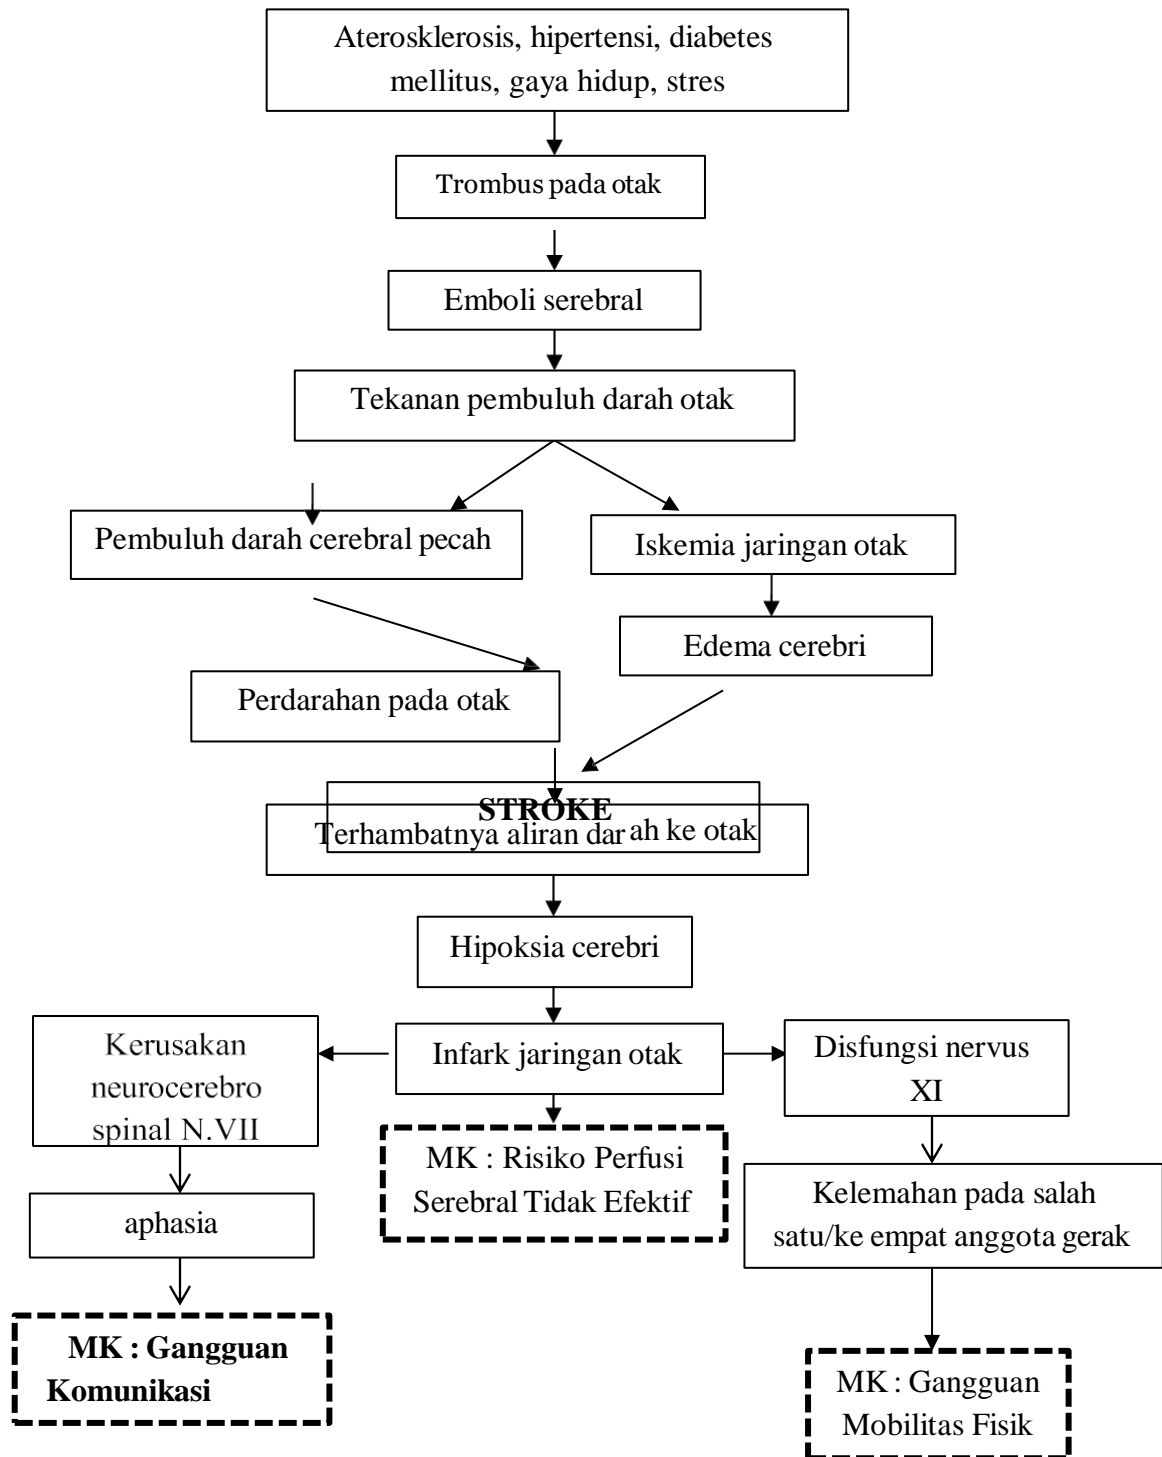 Aterosklerosis, hipertensi, diabetes
mellitus, gaya hidup, stres
Trombus pada otak
Emboli serebral
Tekanan pembuluh darah otak
Pembuluh darah cerebral pecah
Iskemia jaringan otak
Edema cerebri
Perdarahan pada otak
STROKE
Terhambatnya aliran darah ke otak
Hipoksia cerebri
Kerusakan
neurocerebro
spinal N.VII
Infark jaringan otak
Disfungsi nervus
XI
MK : Risiko Perfusi
Serebral Tidak Efektif
aphasia
Kelemahan pada salah
satu/ke empat anggota gerak
MK : Gangguan
Komunikasi
MK : Gangguan
Mobilitas Fisik